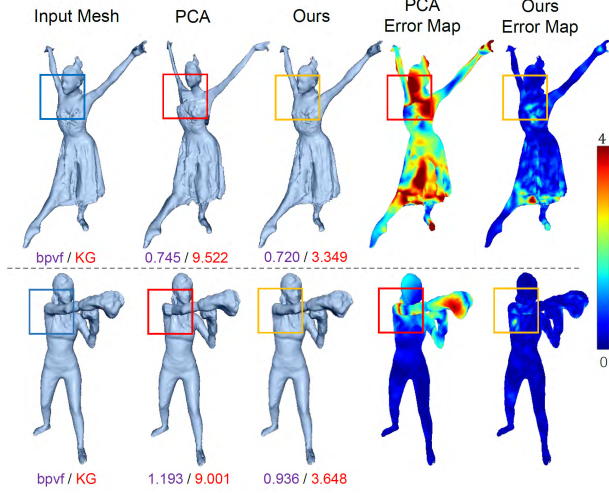 Input Mesh
PCA
Ours
PCA
Error Map
Ours
Error Map
4
0
bpvf / KG
0.745 / 9.522
0.720 / 3.349
bpvf / KG
1.193 / 9.001
0.936 / 3.648